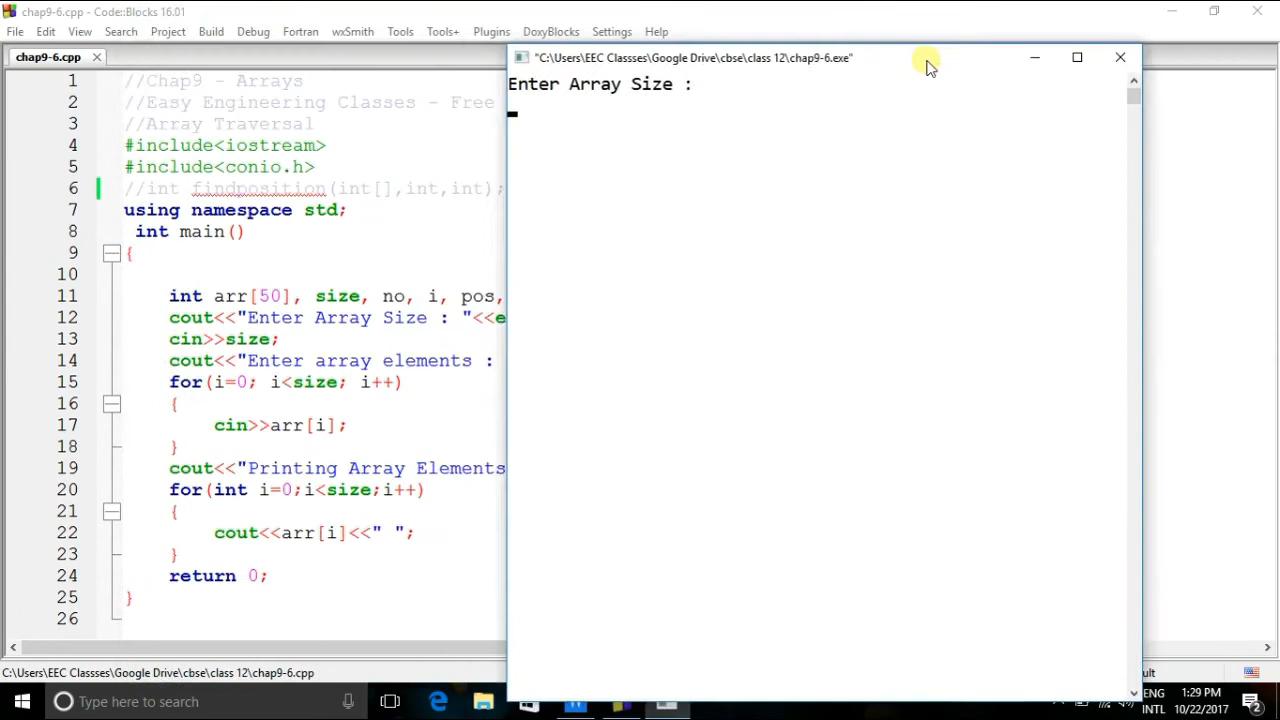 chap9-6.cpp - Code::Blocks 16.01
File Edit View Search Project Build Debug Fortran wxSmith Tools Tools+ Plugins DoxyBlocks Settings Help
chap9-6.cpp
1 //Chap9 - Arrays
2 //Easy Engineering Classes - Free
3 //Array Traversal
4 #include<iostream>
5 #include<conio.h>
6 //int findposition(int[],int,int);
7 using namespace std;
8 int main()
9 {
10
11 int arr[50], size, no, i, pos,
12 cout<<"Enter Array Size : "<<e
13 cin>>size;
14 cout<<"Enter array elements :
15 for(i=0; i<size; i++)
16 {
17 cin>>arr[i];
18 }
19 cout<<"Printing Array Elements
20 for(int i=0;i<size;i++)
21 {
22 cout<<arr[i]<<" ";
23 }
24 return 0;
25 }
26
"C:\Users\EEC Classses\Google Drive\cbse\class 12\chap9-6.exe"
Enter Array Size :
C:\Users\EEC Classses\Google Drive\cbse\class 12\chap9-6.cpp
ult
Type here to search
ENG
INTL
1:29 PM
10/22/2017
2